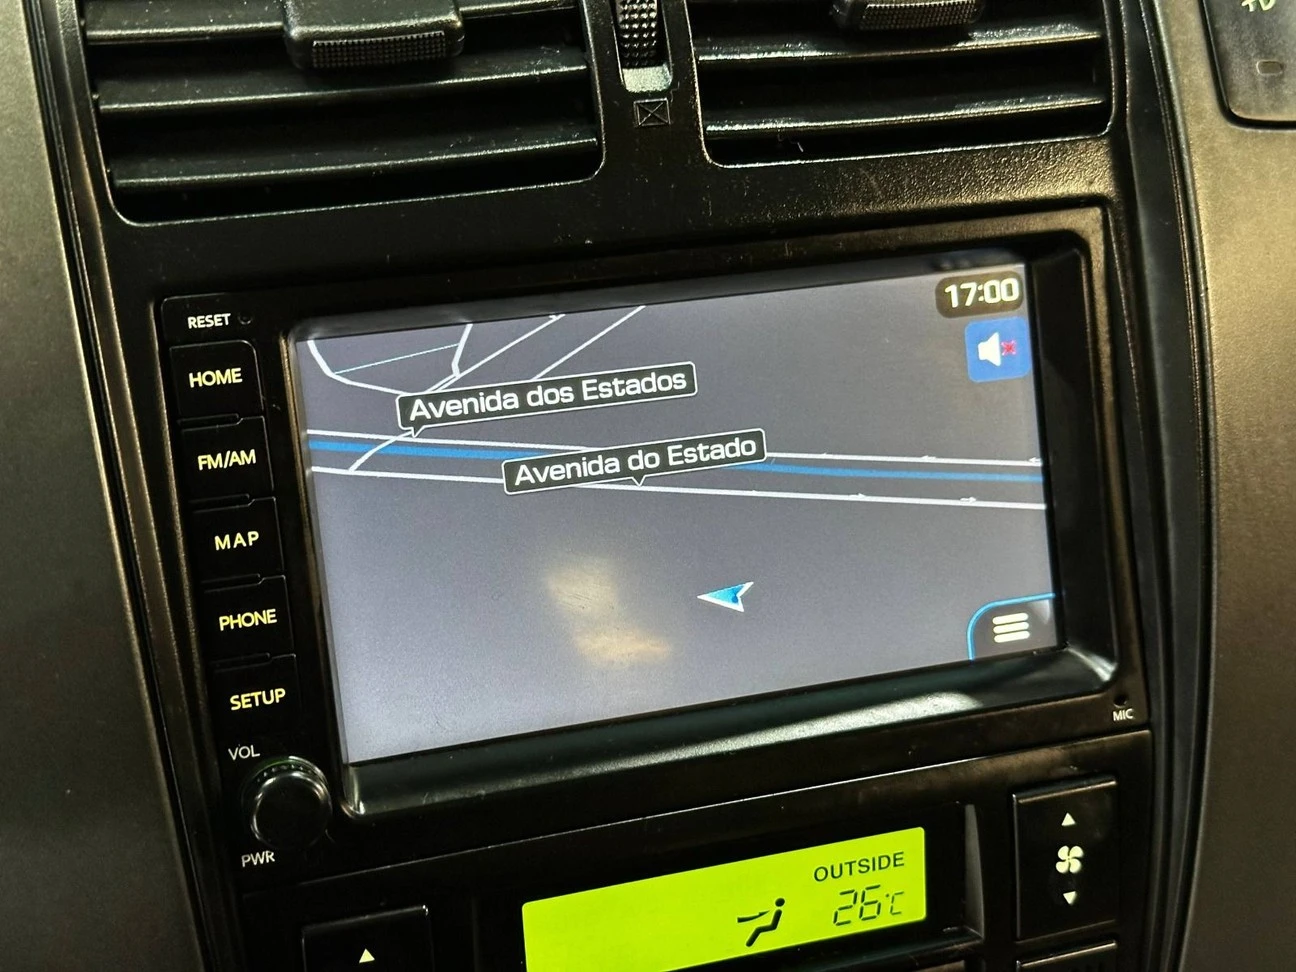 RESET
17:00
HOME
Avenida dos Estados
FM/AM
Avenida do Estado
MAP
PHONE
SETUP
MIC
VOL
PWR
OUTSIDE
26°C